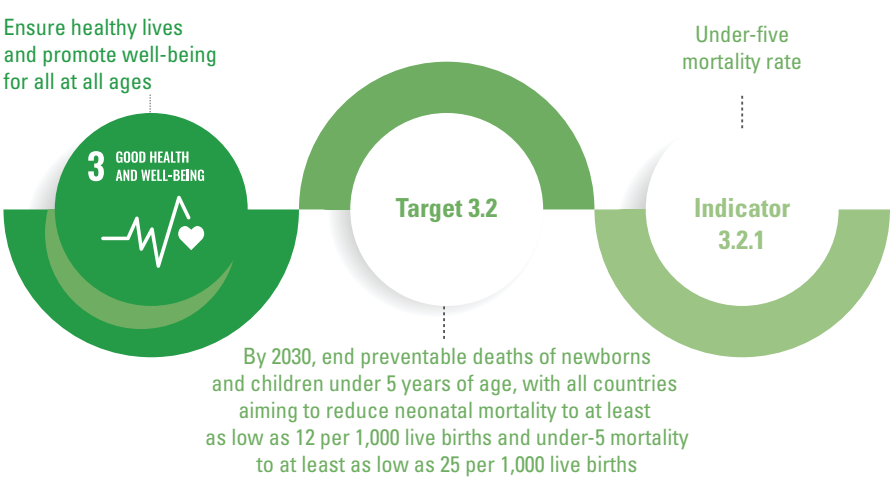 Ensure healthy lives
and promote well-being
for all at all ages
3 GOOD HEALTH
AND WELL-BEING
Target 3.2
By 2030, end preventable deaths of newborns
and children under 5 years of age, with all countries
aiming to reduce neonatal mortality to at least
as low as 12 per 1,000 live births and under-5 mortality
to at least as low as 25 per 1,000 live births
Under-five
mortality rate
Indicator
3.2.1